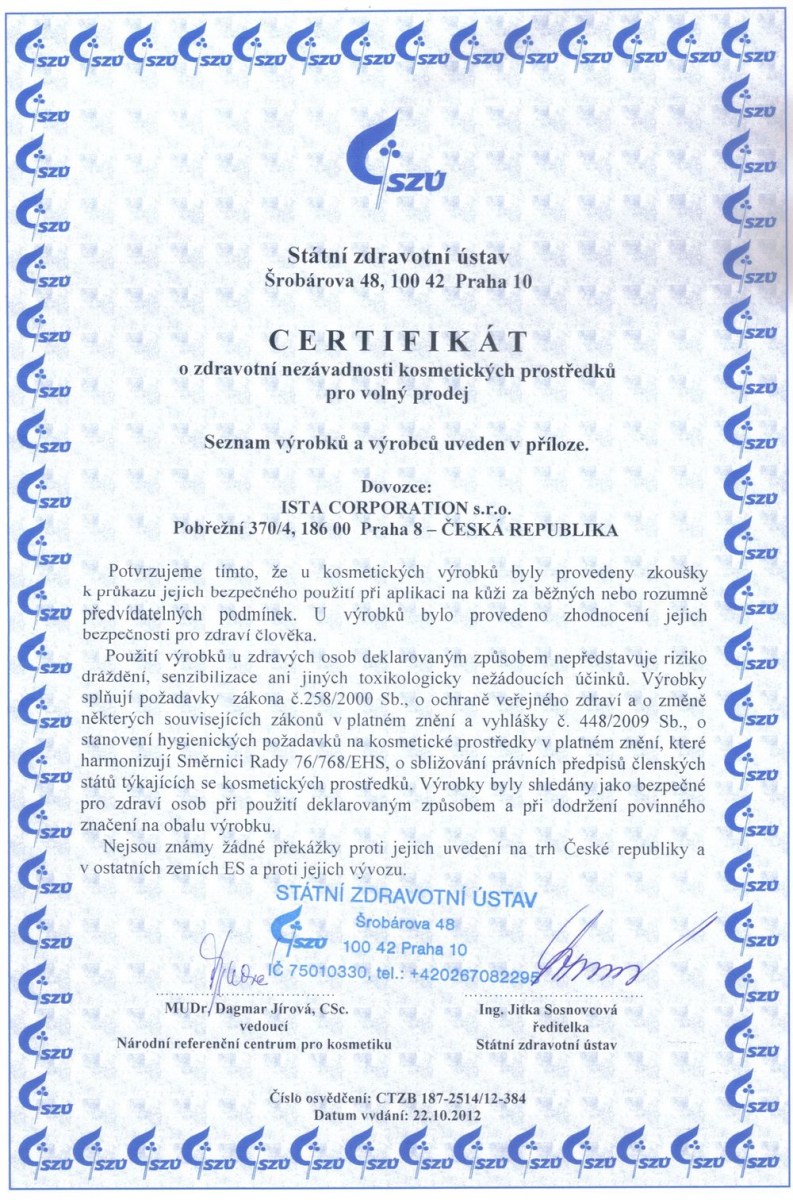 SZÚ
Státní zdravotní ústav
Šrobárova 48, 100 42 Praha 10
CERTIFIKÁT
o zdravotní nezávadnosti kosmetických prostředků
pro volný prodej
Seznam výrobků a výrobců uveden v příloze.
Dovozce:
ISTA CORPORATION s.r.o.
Pobřežní 370/4, 186 00 Praha 8 – ČESKÁ REPUBLIKA
Potvrzujeme tímto, že u kosmetických výrobků byly provedeny zkoušky
k průkazu jejich bezpečného použití při aplikaci na kůži za běžných nebo rozumně
předvídatelných podmínek. U výrobků bylo provedeno zhodnocení jejich
bezpečnosti pro zdraví člověka.
Použití výrobků u zdravých osob deklarovaným způsobem nepředstavuje riziko
dráždění, senzibilizace ani jiných toxikologicky nežádoucích účinků. Výrobky
splňují požadavky zákona č.258/2000 Sb., o ochraně veřejného zdraví a o změně
některých souvisejících zákonů v platném znění a vyhlášky č. 448/2009 Sb., o
stanovení hygienických požadavků na kosmetické prostředky v platném znění, které
harmonizují Směrnici Rady 76/768/EHS, o sbližování právních předpisů členských
států týkajících se kosmetických prostředků. Výrobky byly shledány jako bezpečné
pro zdraví osob při použití deklarovaným způsobem a při dodržení povinného
značení na obalu výrobku.
Nejsou známy žádné překážky proti jejich uvedení na trh České republiky a
v ostatních zemích ES a proti jejich vývozu.
STÁTNÍ ZDRAVOTNÍ ÚSTAV
Šrobárova 48
SZÚ 100 42 Praha 10
IČ 75010330, tel.: +420267082295
MUDr. Dagmar Jírová, CSc.
vedoucí
Národní referenční centrum pro kosmetiku
Ing. Jitka Sosnovcová
ředitelka
Státní zdravotní ústav
Číslo osvědčení: CTZB 187-2514/12-384
Datum vydání: 22.10.2012